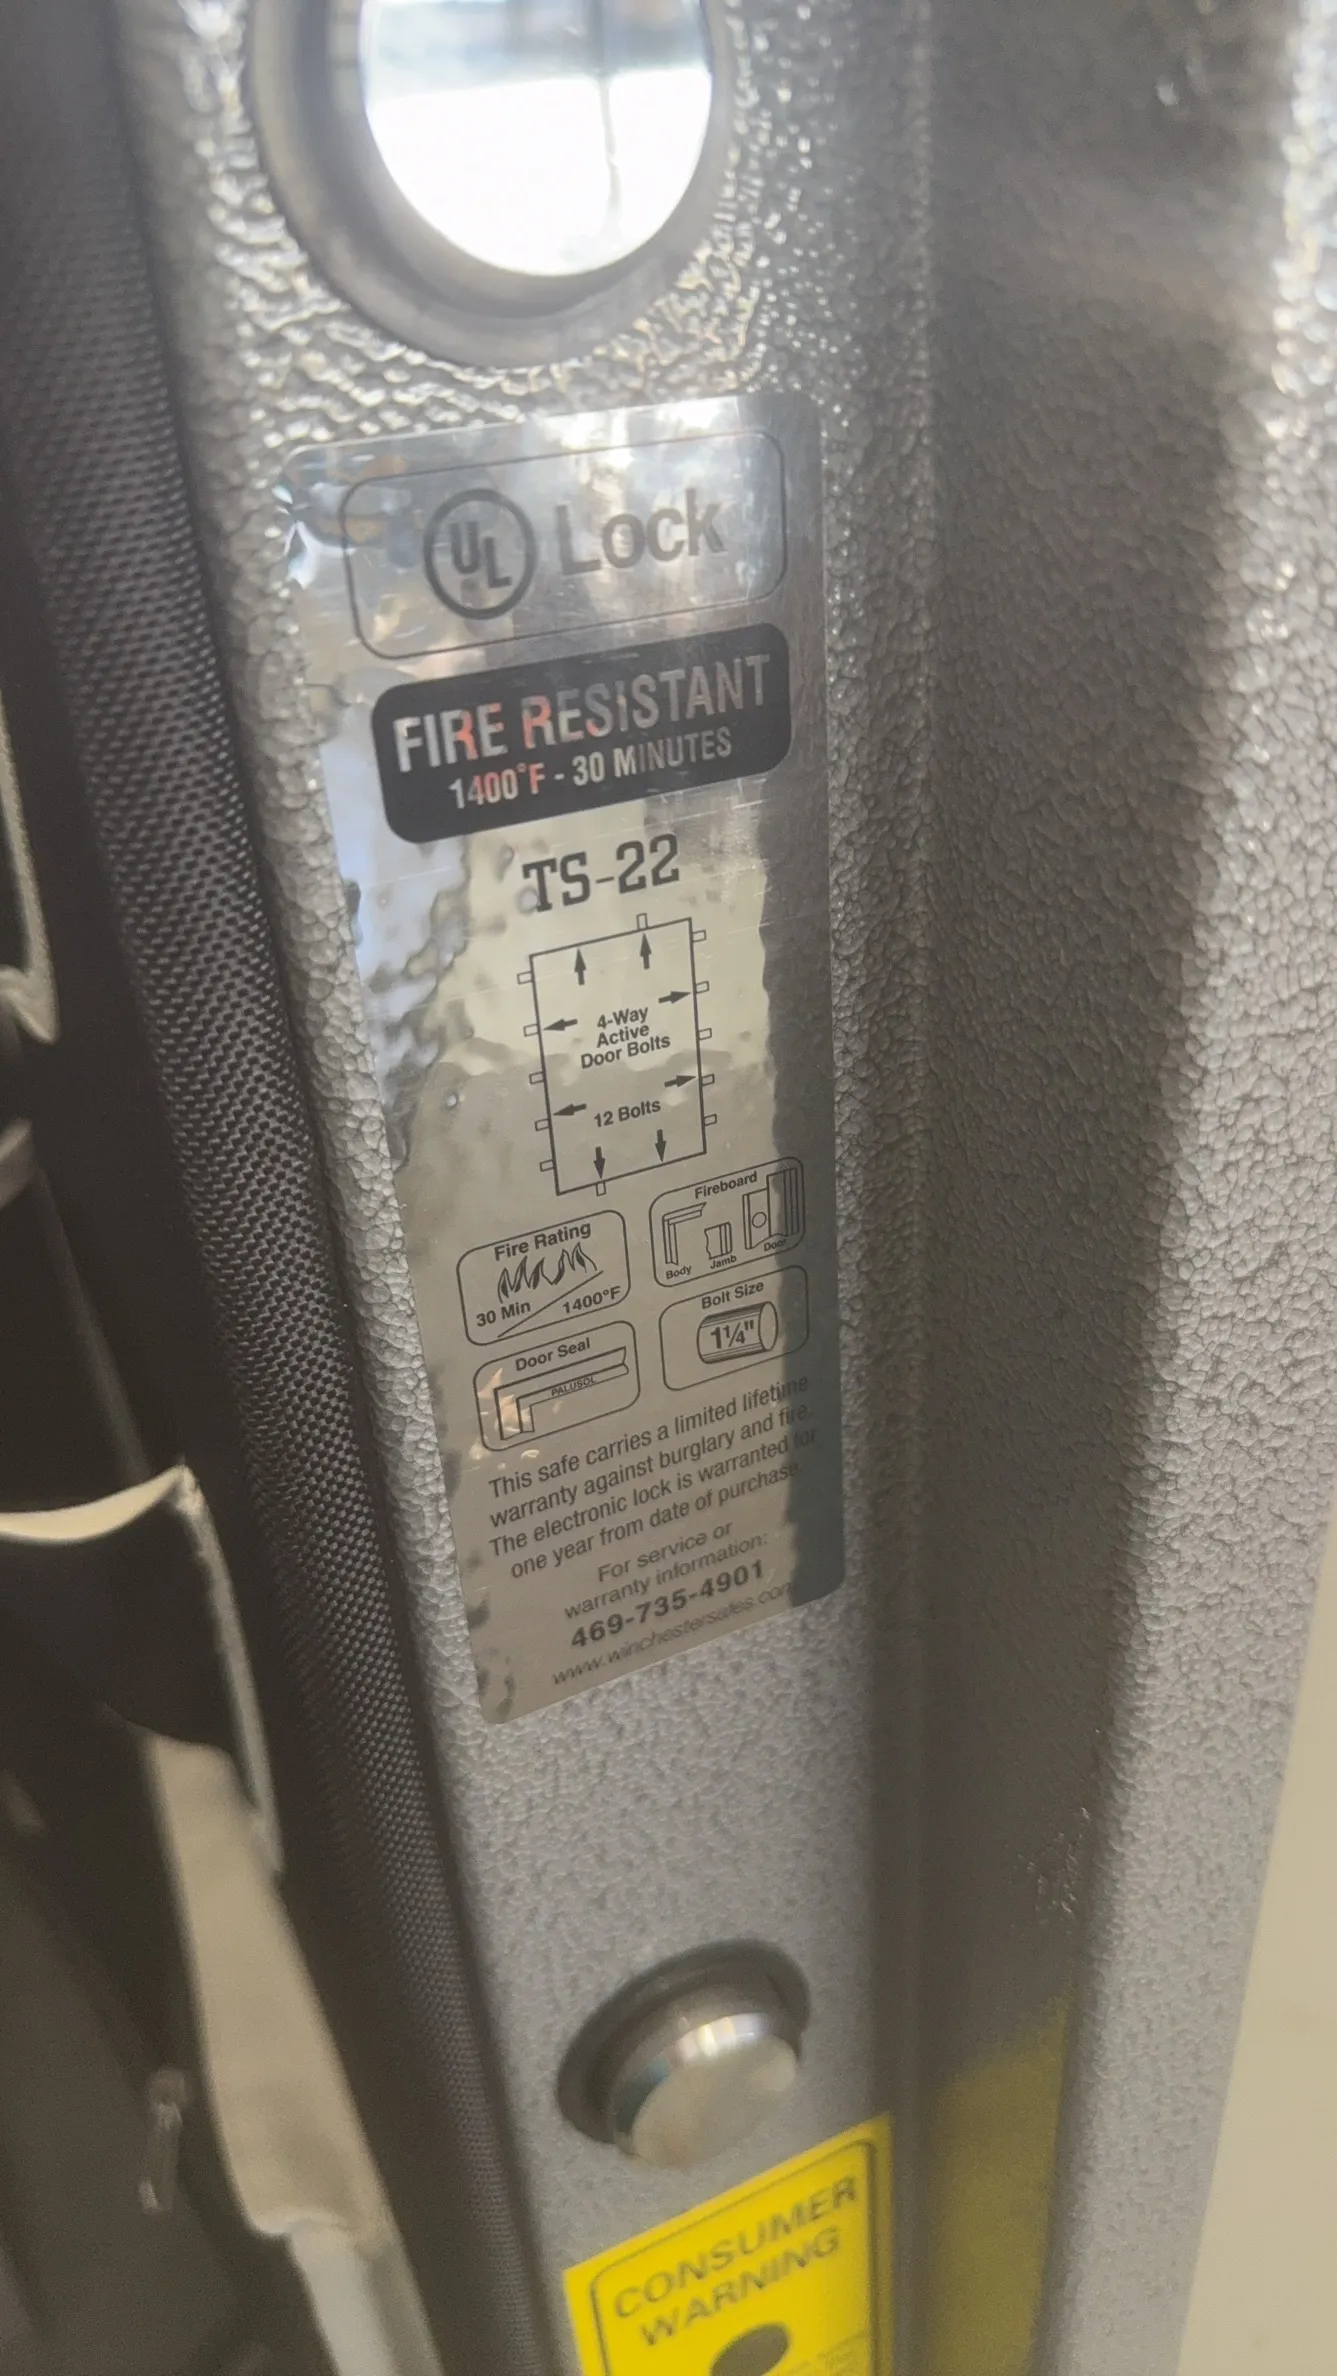 UL Lock
FIRE RESISTANT
1400°F - 30 MINUTES
TS-22
4-Way
Active
Door Bolts
12 Bolts
Fire Rating
30 Min
1400°F
Fireboard
Body
Jamb
Door
Door Seal
PALUSOL
Bolt Size
1¼"
This safe carries a limited lifetime
warranty against burglary and fire.
The electronic lock is warranted for
one year from date of purchase.
For service or
warranty information:
469-735-4901
www.winchestersafes.com
CONSUMER
WARNING